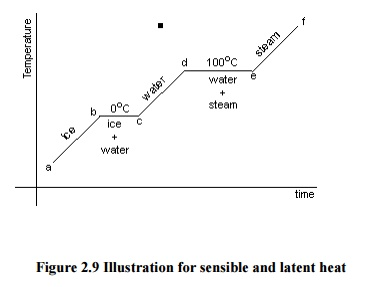 Temperature
f
steam
d
100°C
e
water
+
steam
water
b
0°C
c
ice
+
water
ice
a
time
Figure 2.9 Illustration for sensible and latent heat